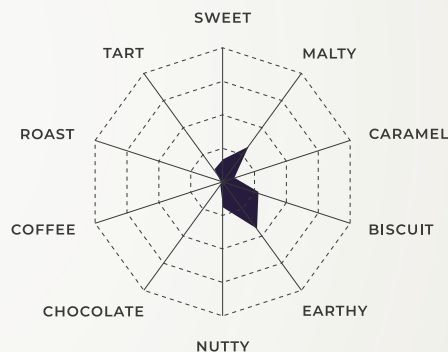 SWEET
TART
MALTY
ROAST
CARAMEL
COFFEE
BISCUIT
CHOCOLATE
EARTHY
NUTTY